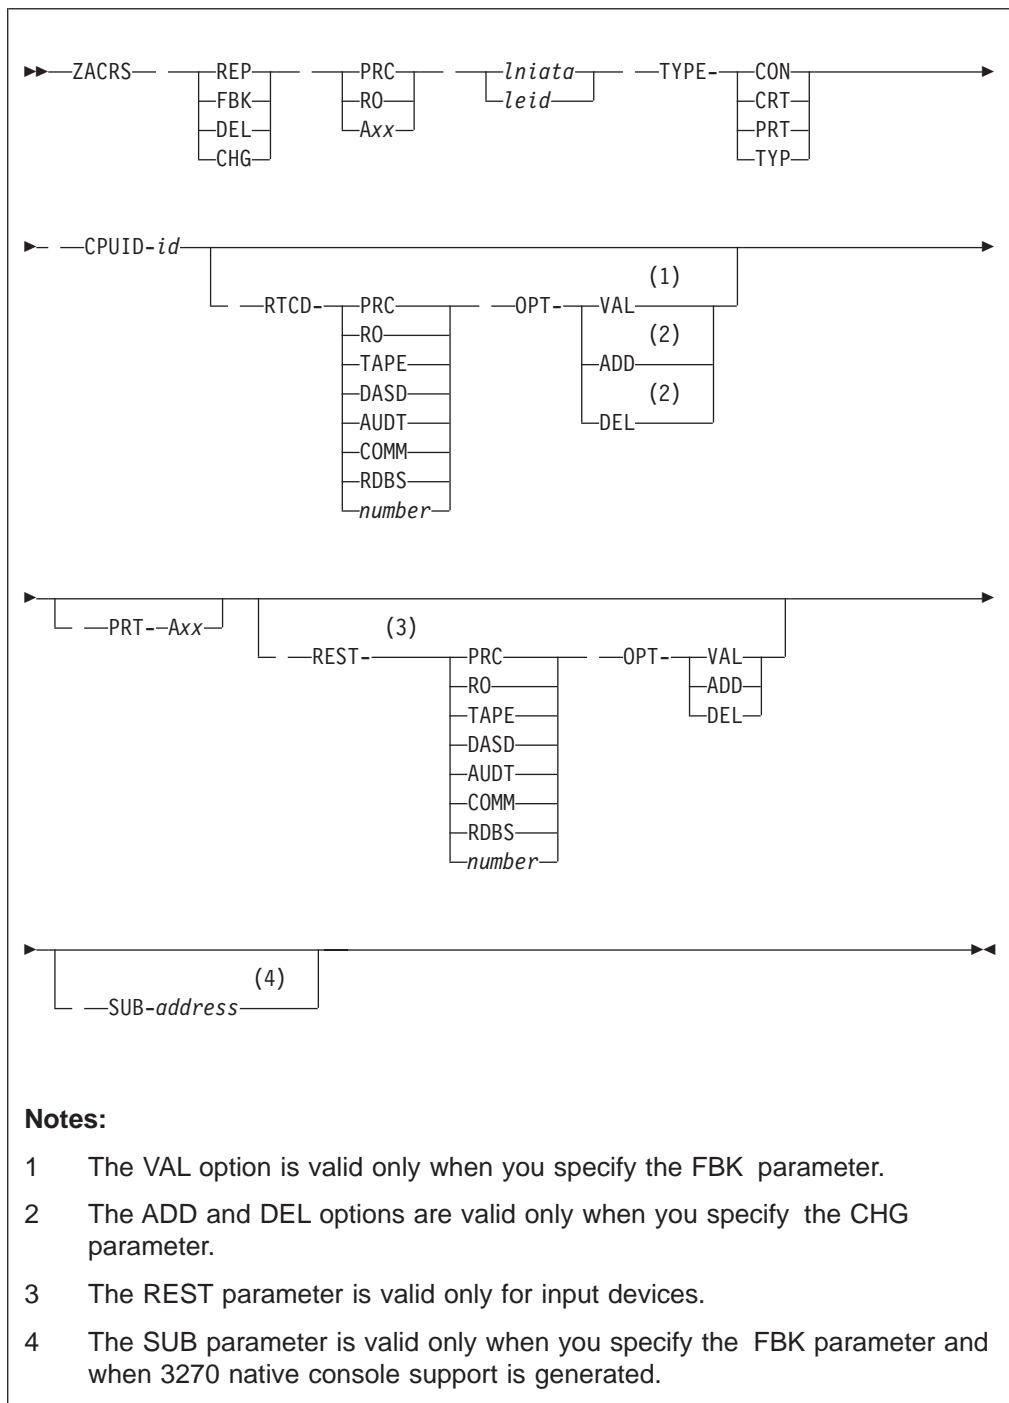 ZACRS REP PRC lniata TYPE- CON
FBK RO leid CRT
DEL Axx PRT
CHG TYP
CPUID-id
(1)
RTCD- PRC OPT- VAL
RO (2)
TAPE ADD
DASD (2)
AUDT DEL
COMM
RDBS
number
PRT- Axx (3)
REST- PRC OPT- VAL
RO ADD
TAPE DEL
DASD
AUDT
COMM
RDBS
number
(4)
SUB-address
Notes:
1 The VAL option is valid only when you specify the FBK parameter.
2 The ADD and DEL options are valid only when you specify the CHG
parameter.
3 The REST parameter is valid only for input devices.
4 The SUB parameter is valid only when you specify the FBK parameter and
when 3270 native console support is generated.